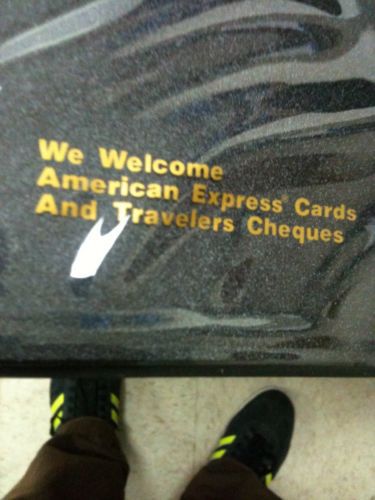 We Welcome
American Express® Cards
And Travelers Cheques